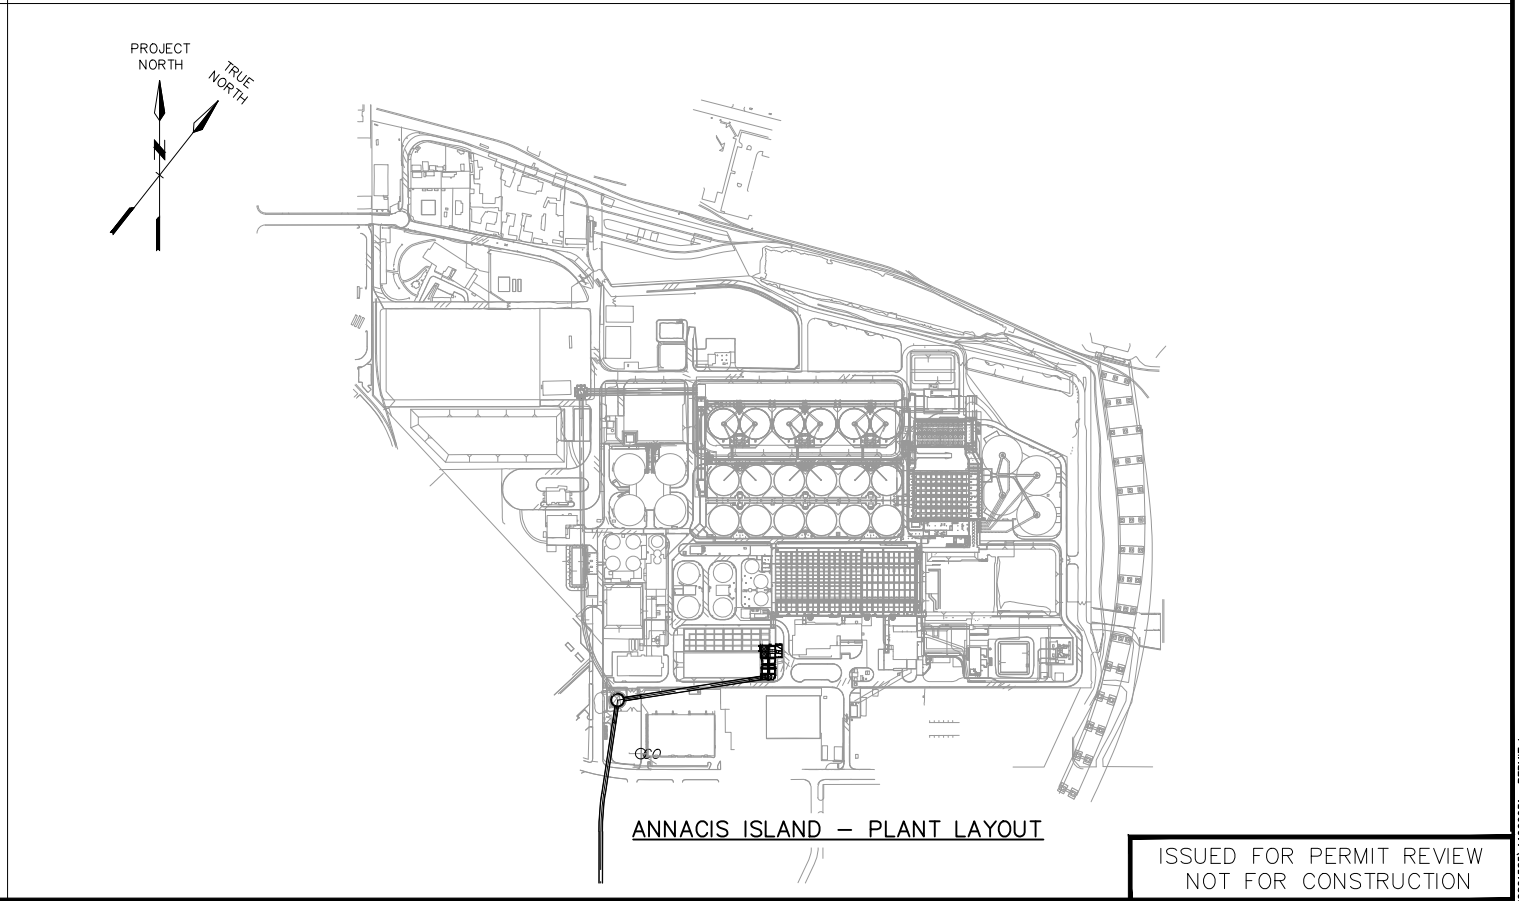 PROJECT
NORTH
TRUE
NORTH
N
ANNACIS ISLAND – PLANT LAYOUT
ISSUED FOR PERMIT REVIEW
NOT FOR CONSTRUCTION